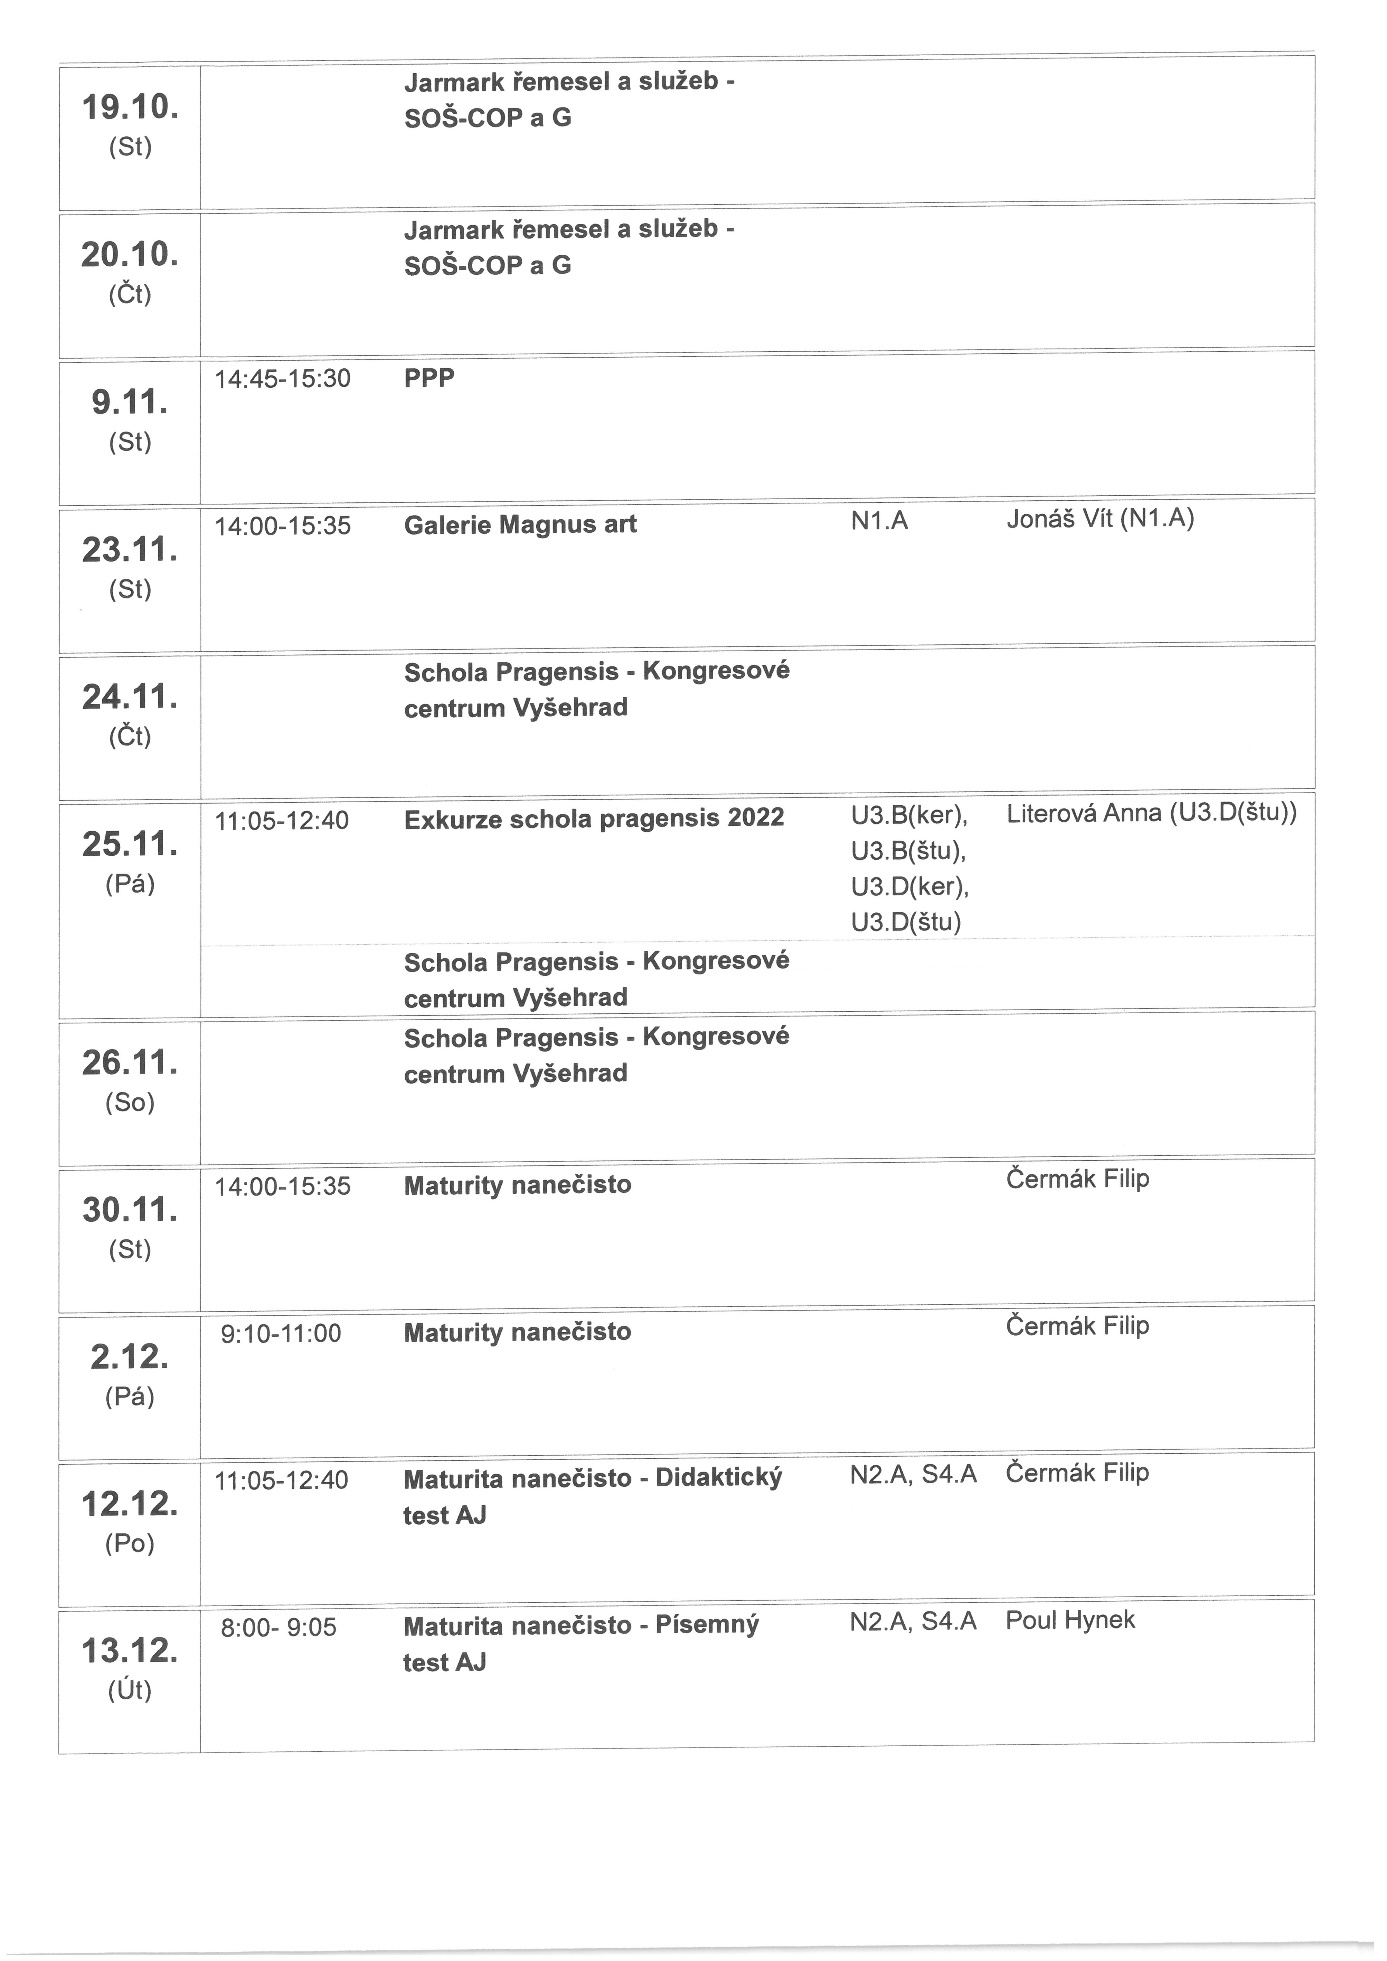 19.10.
(St)
Jarmark řemesel a služeb -
SOŠ-COP a G
20.10.
(Čt)
Jarmark řemesel a služeb -
SOŠ-COP a G
9.11.
(St)
14:45-15:30 PPP
23.11.
(St)
14:00-15:35 Galerie Magnus art N1.A Jonáš Vít (N1.A)
24.11.
(Čt)
Schola Pragensis - Kongresové
centrum Vyšehrad
25.11.
(Pá)
11:05-12:40 Exkurze schola pragensis 2022 U3.B(ker), Literová Anna (U3.D(štu))
U3.B(štu),
U3.D(ker),
U3.D(štu)
Schola Pragensis - Kongresové
centrum Vyšehrad
26.11.
(So)
Schola Pragensis - Kongresové
centrum Vyšehrad
30.11.
(St)
14:00-15:35 Maturity nanečisto Čermák Filip
2.12.
(Pá)
9:10-11:00 Maturity nanečisto Čermák Filip
12.12.
(Po)
11:05-12:40 Maturita nanečisto - Didaktický N2.A, S4.A Čermák Filip
test AJ
13.12.
(Út)
8:00- 9:05 Maturita nanečisto - Písemný N2.A, S4.A Poul Hynek
test AJ